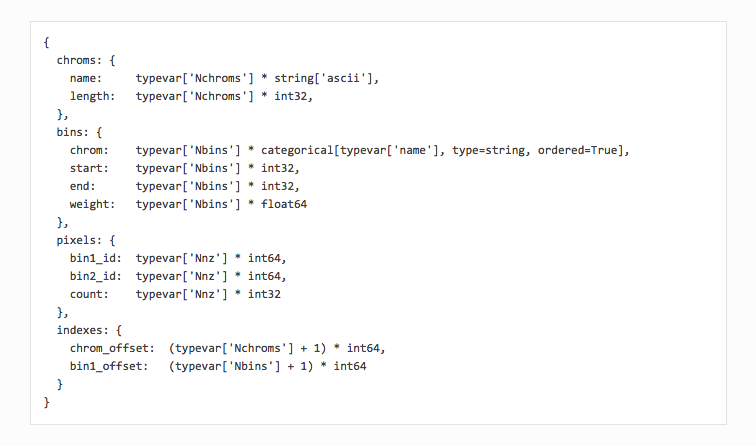 {
  chroms: {
    name:     typevar['Nchroms'] * string['ascii'],
    length:   typevar['Nchroms'] * int32,
  },
  bins: {
    chrom:    typevar['Nbins'] * categorical[typevar['name'], type=string, ordered=True],
    start:    typevar['Nbins'] * int32,
    end:      typevar['Nbins'] * int32,
    weight:   typevar['Nbins'] * float64
  },
  pixels: {
    bin1_id:  typevar['Nnz'] * int64,
    bin2_id:  typevar['Nnz'] * int64,
    count:    typevar['Nnz'] * int32
  },
  indexes: {
    chrom_offset:  (typevar['Nchroms'] + 1) * int64,
    bin1_offset:   (typevar['Nbins'] + 1) * int64
  }
}